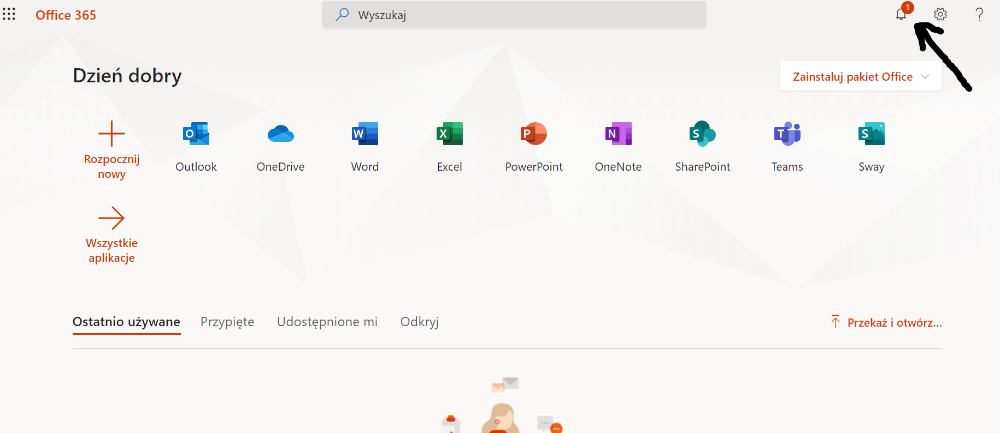 Office 365
Wyszukaj
1
Dzień dobry
Zainstaluj pakiet Office
Rozpocznij
nowy
Outlook
OneDrive
Word
Excel
PowerPoint
OneNote
SharePoint
Teams
Sway
Wszystkie
aplikacje
Ostatnio używane
Przypięte
Udostępnione mi
Odkryj
Przekaż i otwórz...